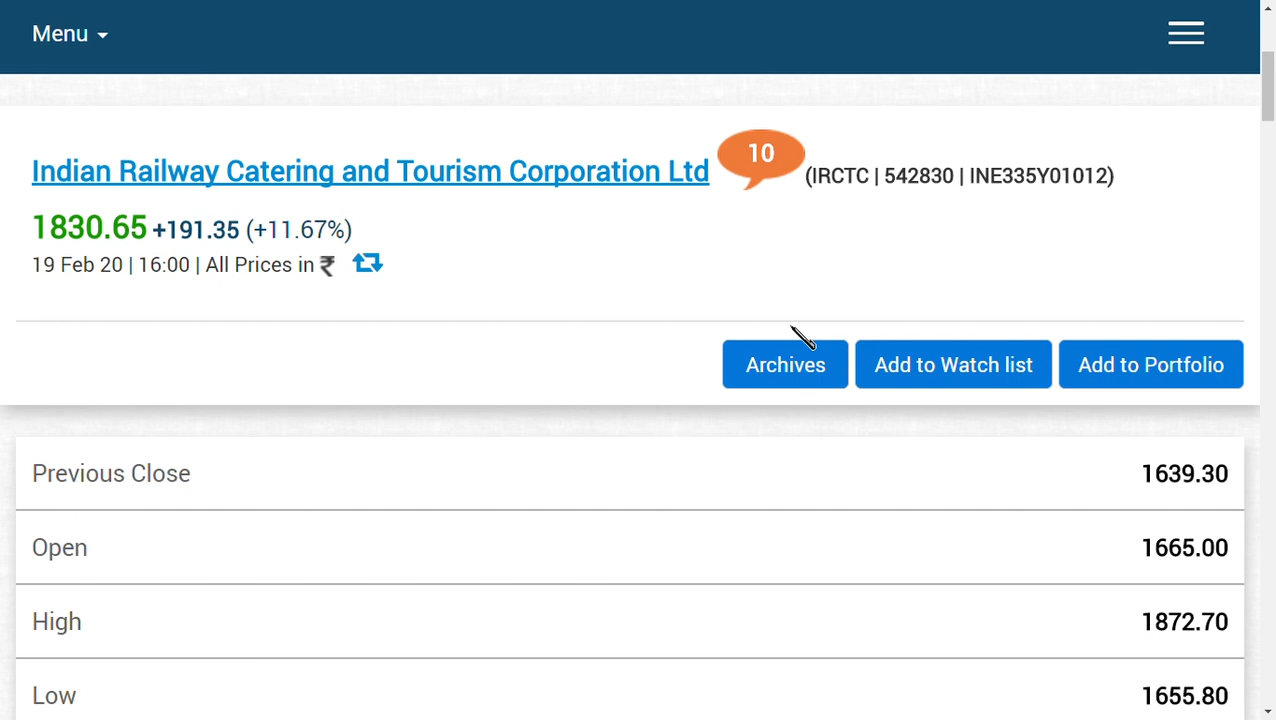 Menu
Indian Railway Catering and Tourism Corporation Ltd 10 (IRCTC | 542830 | INE335Y01012)
1830.65 +191.35 (+11.67%)
19 Feb 20 | 16:00 | All Prices in ₹
Archives Add to Watch list Add to Portfolio
Previous Close 1639.30
Open 1665.00
High 1872.70
Low 1655.80